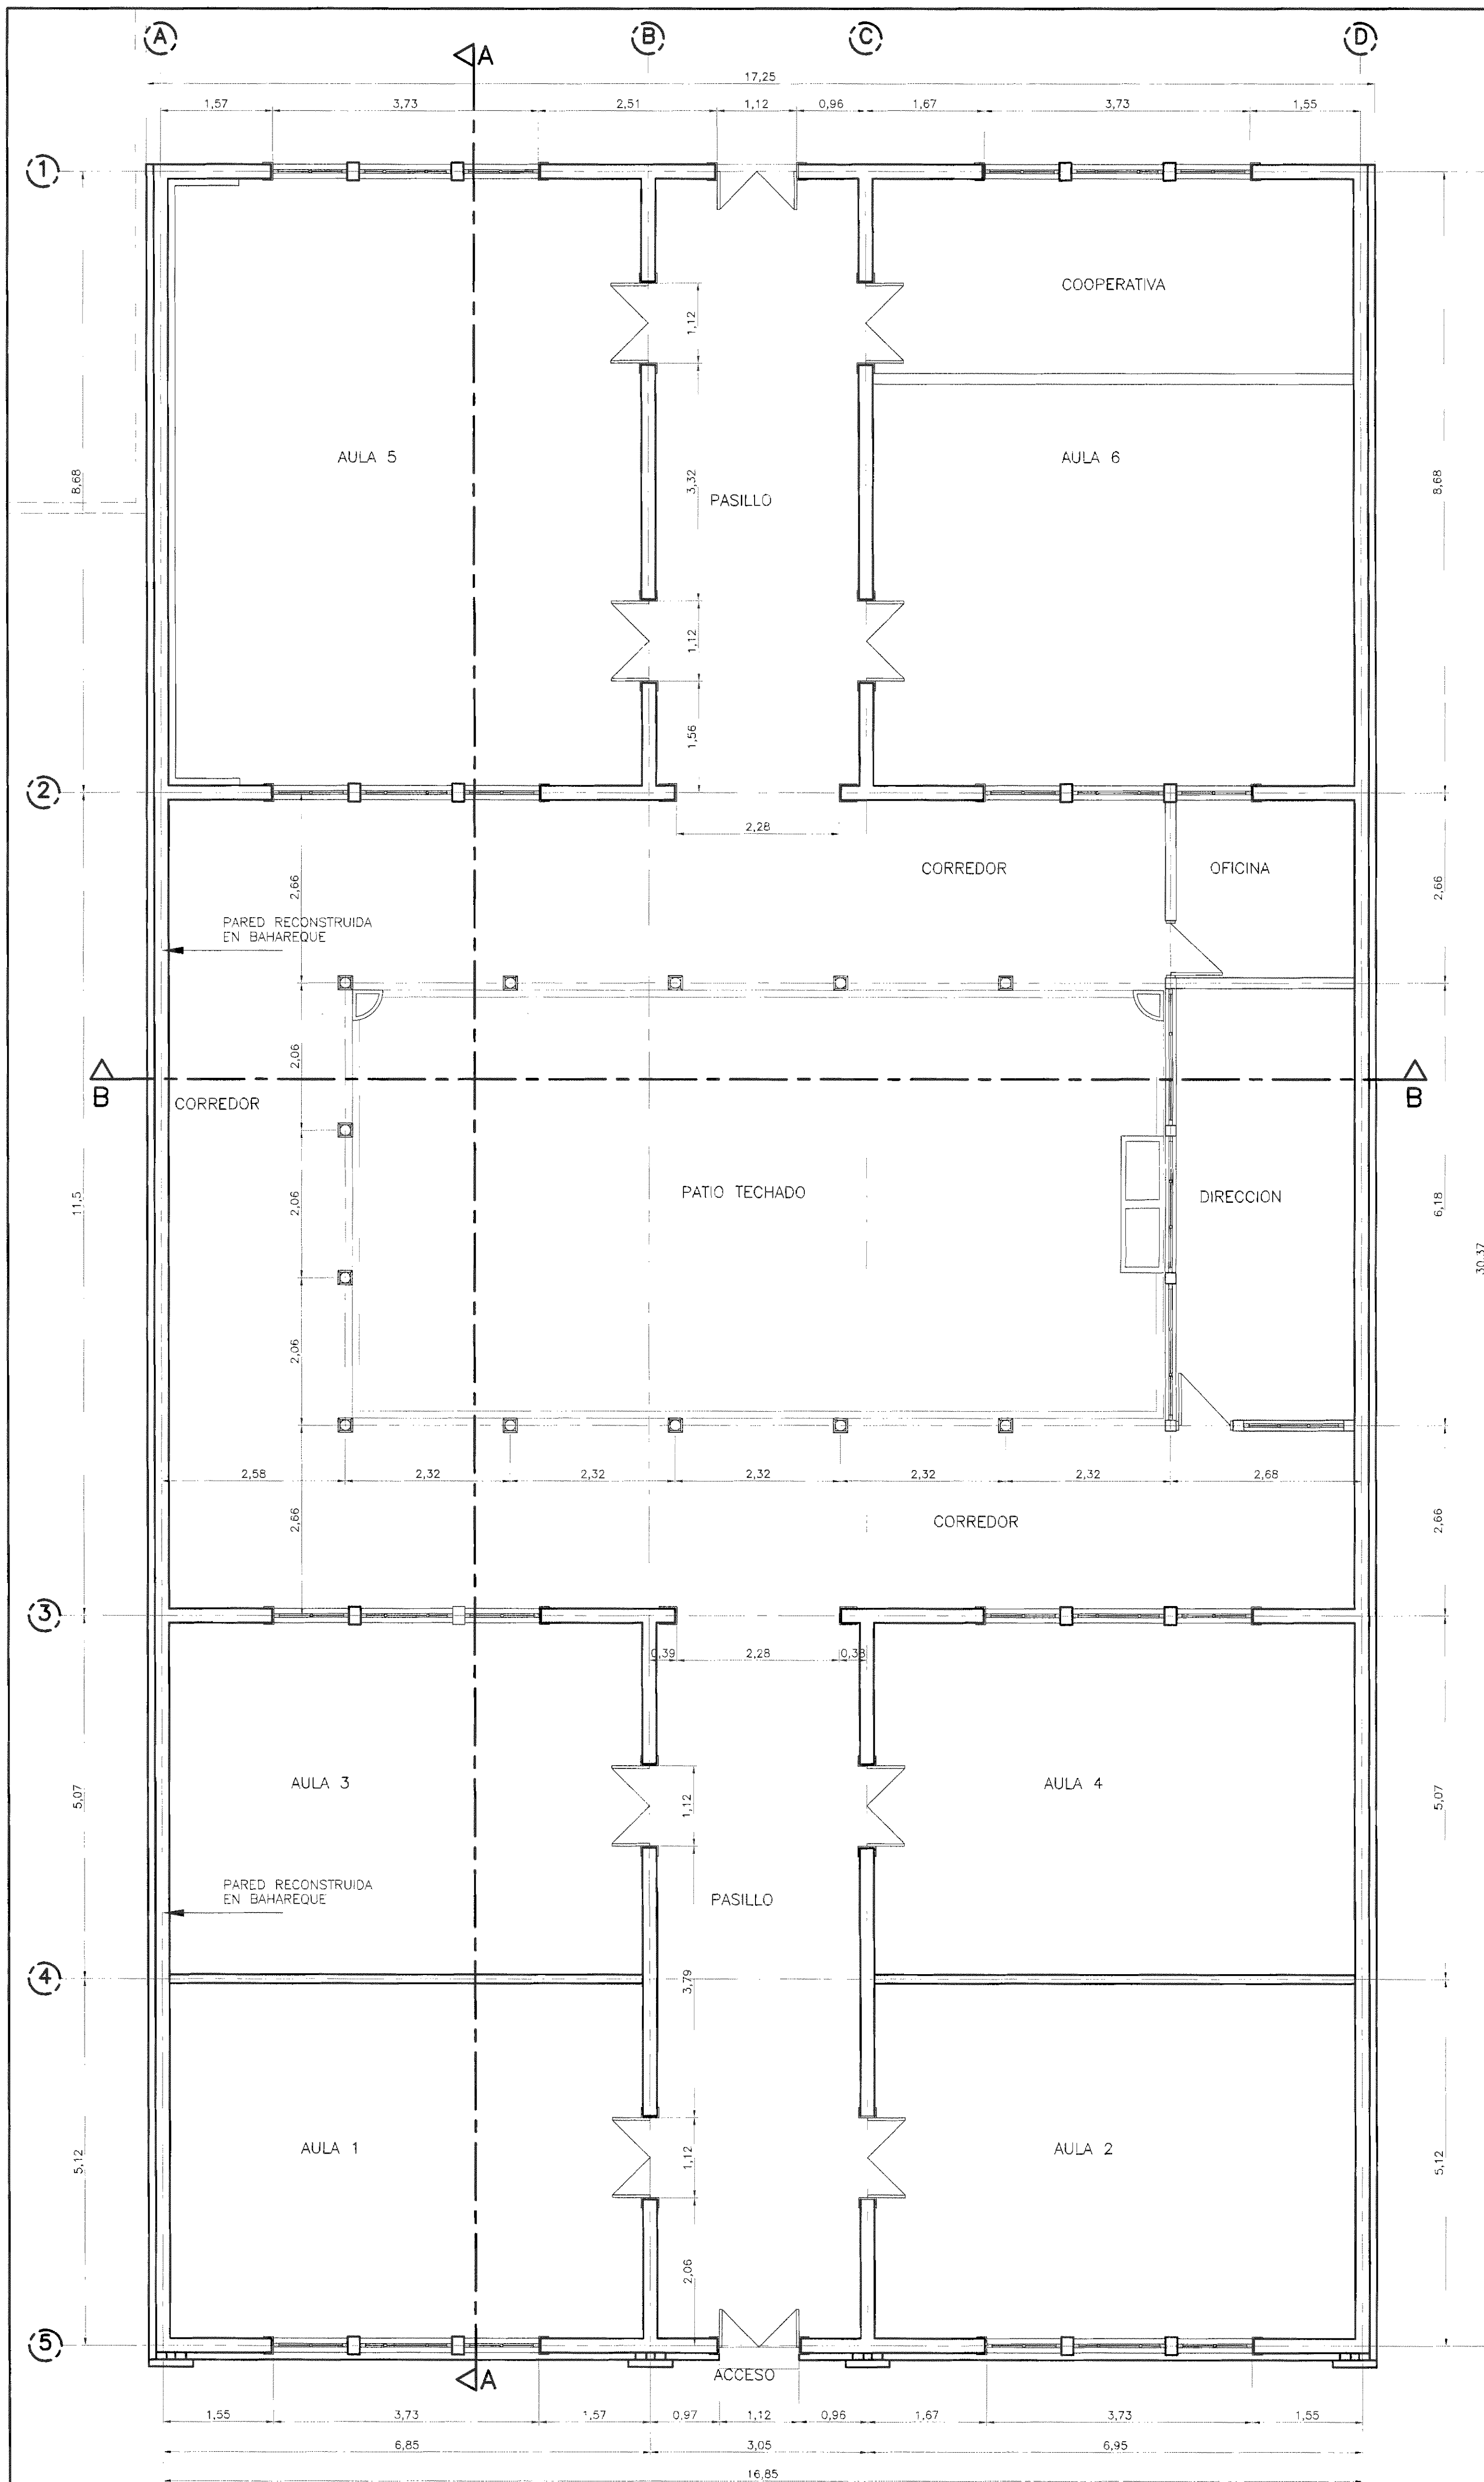 A B C D
A
17,25
1,57 3,73 2,51 1,12 0,96 1,67 3,73 1,55
1
COOPERATIVA
1,12
AULA 5
AULA 6
8,68
3,32
8,68
PASILLO
1,12
1,56
2
2,28
CORREDOR
OFICINA
2,66
2,66
PARED RECONSTRUIDA
EN BAHAREQUE
2,06
B
B
CORREDOR
11,5
2,06
PATIO TECHADO
DIRECCION
6,18
30,37
2,06
2,58 2,32 2,32 2,32 2,32 2,32 2,68
2,66
CORREDOR
2,66
3
0,39 2,28 0,38
AULA 3
AULA 4
5,07
1,12
5,07
PARED RECONSTRUIDA
EN BAHAREQUE
PASILLO
4
3,79
AULA 1
AULA 2
5,12
1,12
5,12
2,06
5
ACCESO
A
1,55 3,73 1,57 0,97 1,12 0,96 1,67 3,73 1,55
6,85 3,05 6,95
16,85